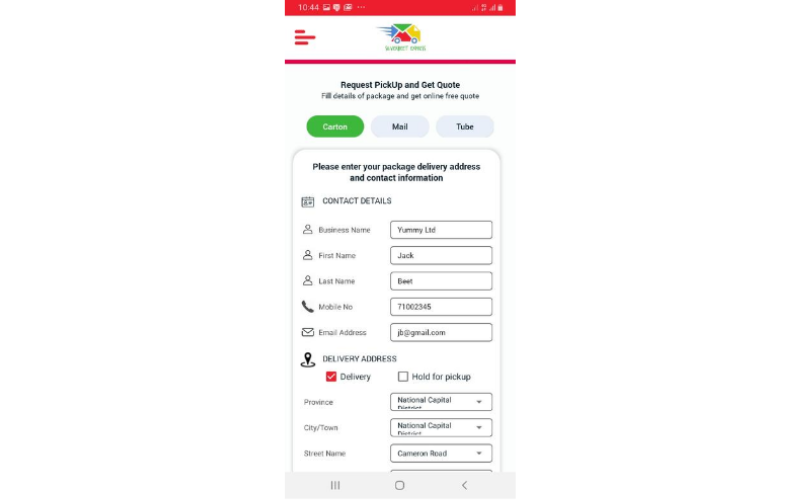 10:44
Request PickUp and Get Quote
Fill details of package and get online free quote
Carton Mail Tube
Please enter your package delivery address
and contact information
CONTACT DETAILS
Business Name Yummy Ltd
First Name Jack
Last Name Beet
Mobile No 71002345
Email Address jb@gmail.com
DELIVERY ADDRESS
Delivery Hold for pickup
Province National Capital
District
City/Town National Capital
District
Street Name Cameron Road